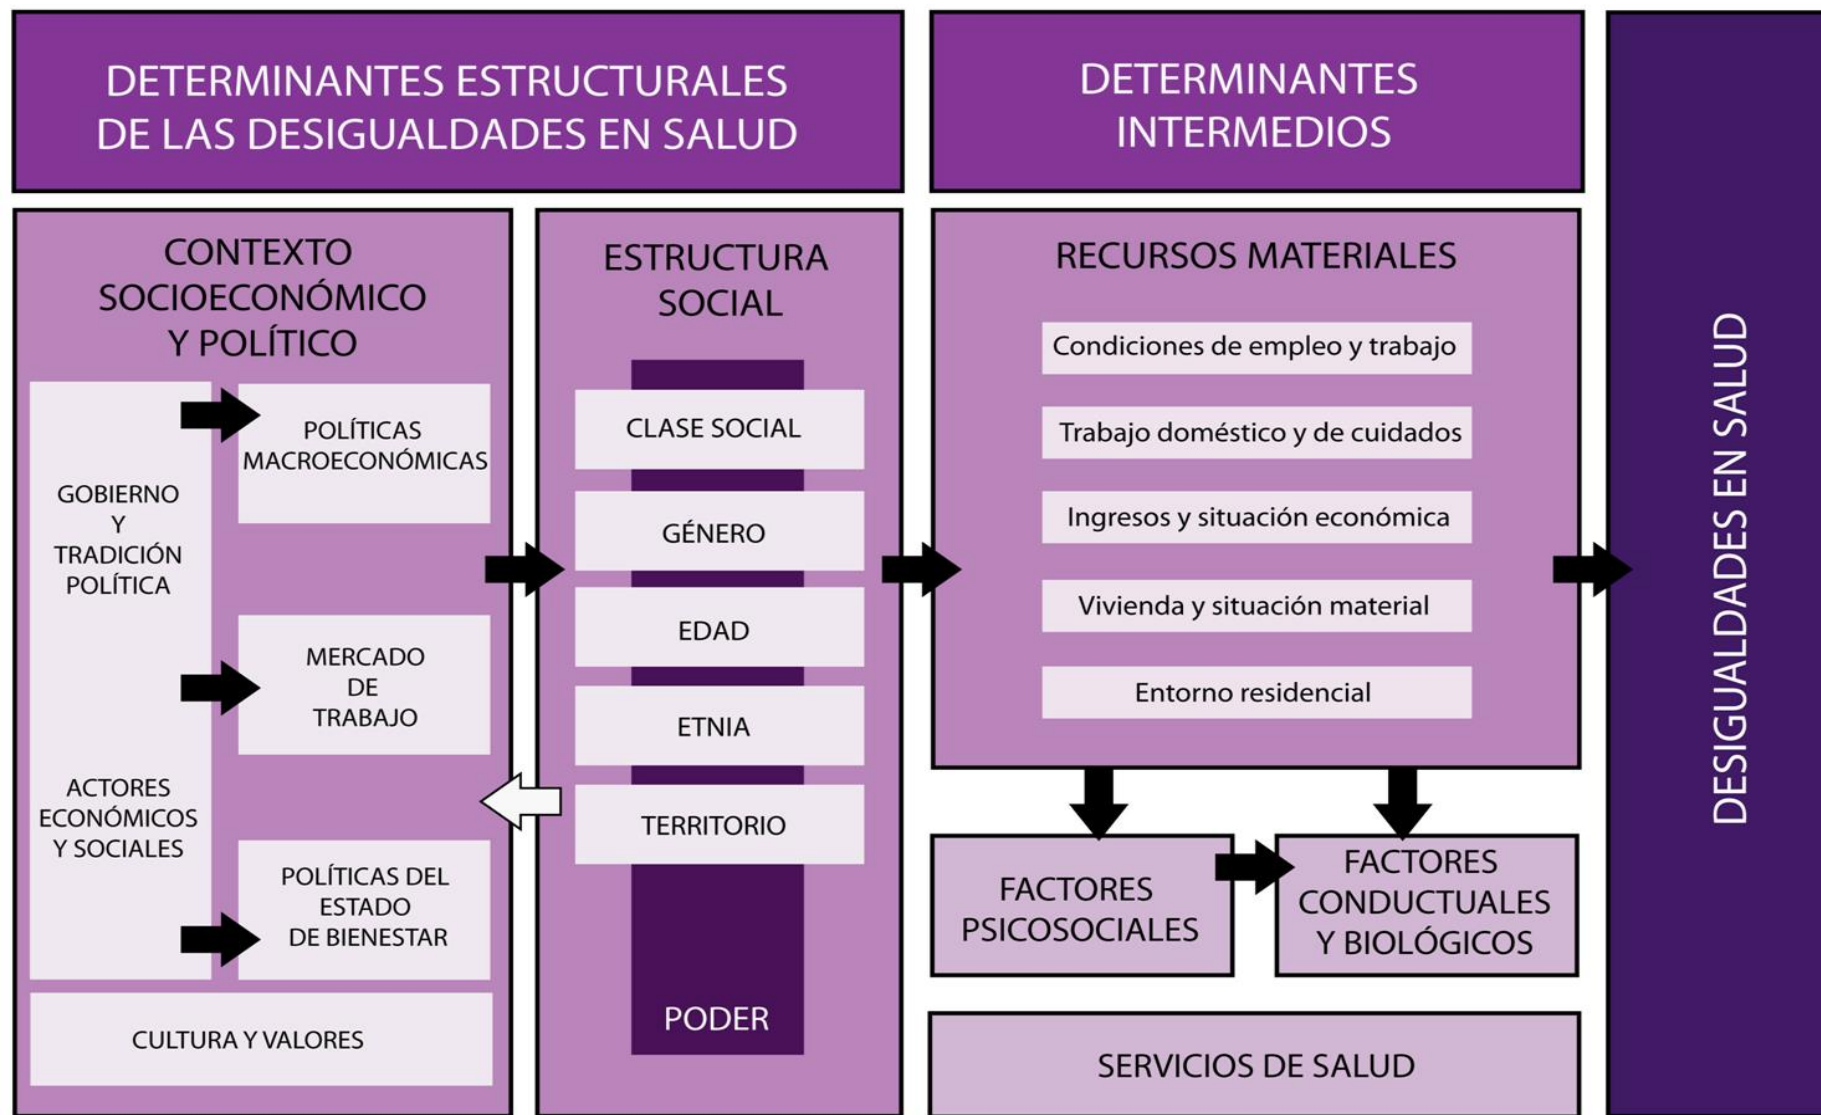 DETERMINANTES ESTRUCTURALES
DE LAS DESIGUALDADES EN SALUD
DETERMINANTES
INTERMEDIOS
CONTEXTO
SOCIOECONÓMICO
Y POLÍTICO
GOBIERNO
Y
TRADICIÓN
POLÍTICA
ACTORES
ECONÓMICOS
Y SOCIALES
POLÍTICAS
MACROECONÓMICAS
MERCADO
DE
TRABAJO
POLÍTICAS DEL
ESTADO
DE BIENESTAR
CULTURA Y VALORES
ESTRUCTURA
SOCIAL
CLASE SOCIAL
GÉNERO
EDAD
ETNIA
TERRITORIO
PODER
RECURSOS MATERIALES
Condiciones de empleo y trabajo
Trabajo doméstico y de cuidados
Ingresos y situación económica
Vivienda y situación material
Entorno residencial
FACTORES
PSICOSOCIALES
FACTORES
CONDUCTUALES
Y BIOLÓGICOS
SERVICIOS DE SALUD
DESIGUALDADES EN SALUD